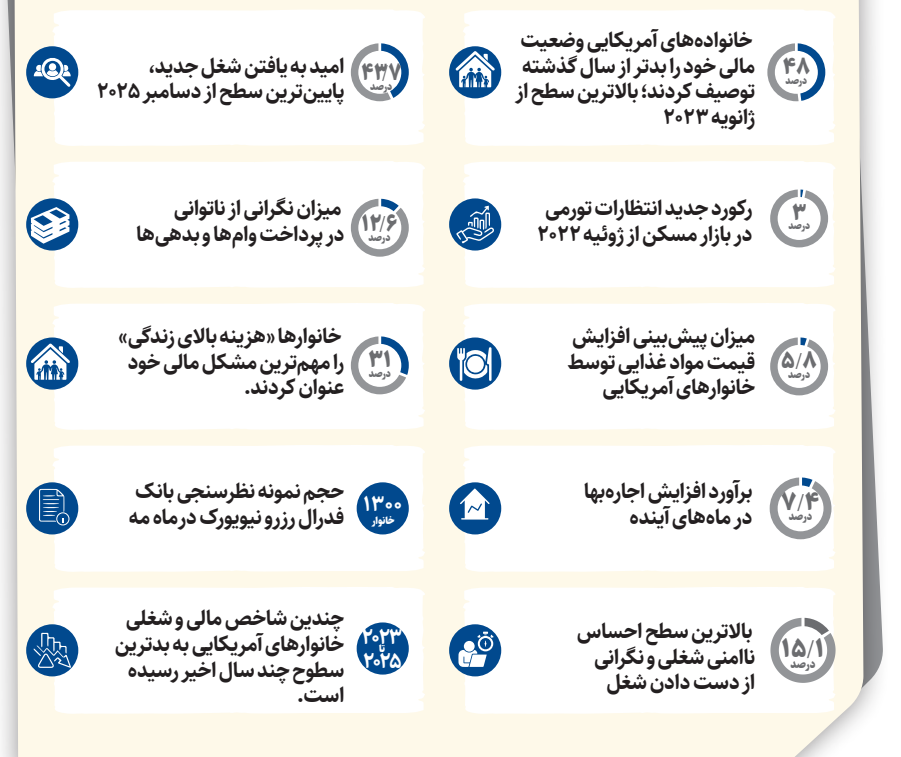 ۴۸
درصد
خانواده‌های آمریکایی وضعیت
مالی خود را بدتر از سال گذشته
توصیف کردند؛ بالاترین سطح از
ژانویه ۲۰۲۳
۴۳/۷
درصد
امید به یافتن شغل جدید،
پایین‌ترین سطح از دسامبر ۲۰۲۵
۳
درصد
رکورد جدید انتظارات تورمی
در بازار مسکن از ژوئیه ۲۰۲۲
۱۲/۶
درصد
میزان نگرانی از ناتوانی
در پرداخت وام‌ها و بدهی‌ها
۵/۸
درصد
میزان پیش‌بینی افزایش
قیمت مواد غذایی توسط
خانوارهای آمریکایی
۳۱
درصد
خانوارها «هزینه بالای زندگی»
را مهم‌ترین مشکل مالی خود
عنوان کردند.
۷/۴
درصد
برآورد افزایش اجاره‌بها
در ماه‌های آینده
۱۳۰۰
خانوار
حجم نمونه نظرسنجی بانک
فدرال رزرو نیویورک در ماه مه
۱۵/۱
درصد
بالاترین سطح احساس
ناامنی شغلی و نگرانی
از دست دادن شغل
۲۰۲۳
تا
۲۰۲۵
چندین شاخص مالی و شغلی
خانوارهای آمریکایی به بدترین
سطوح چند سال اخیر رسیده
است.